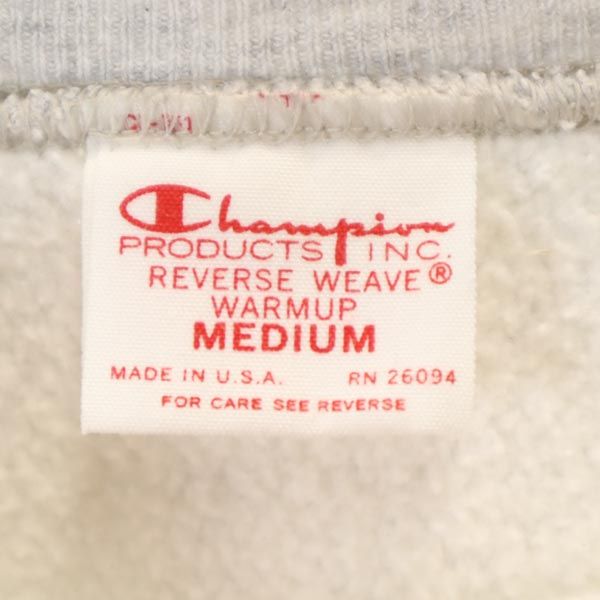 Champion
PRODUCTS INC.
REVERSE WEAVE®
WARMUP
MEDIUM
MADE IN U.S.A. RN 26094
FOR CARE SEE REVERSE